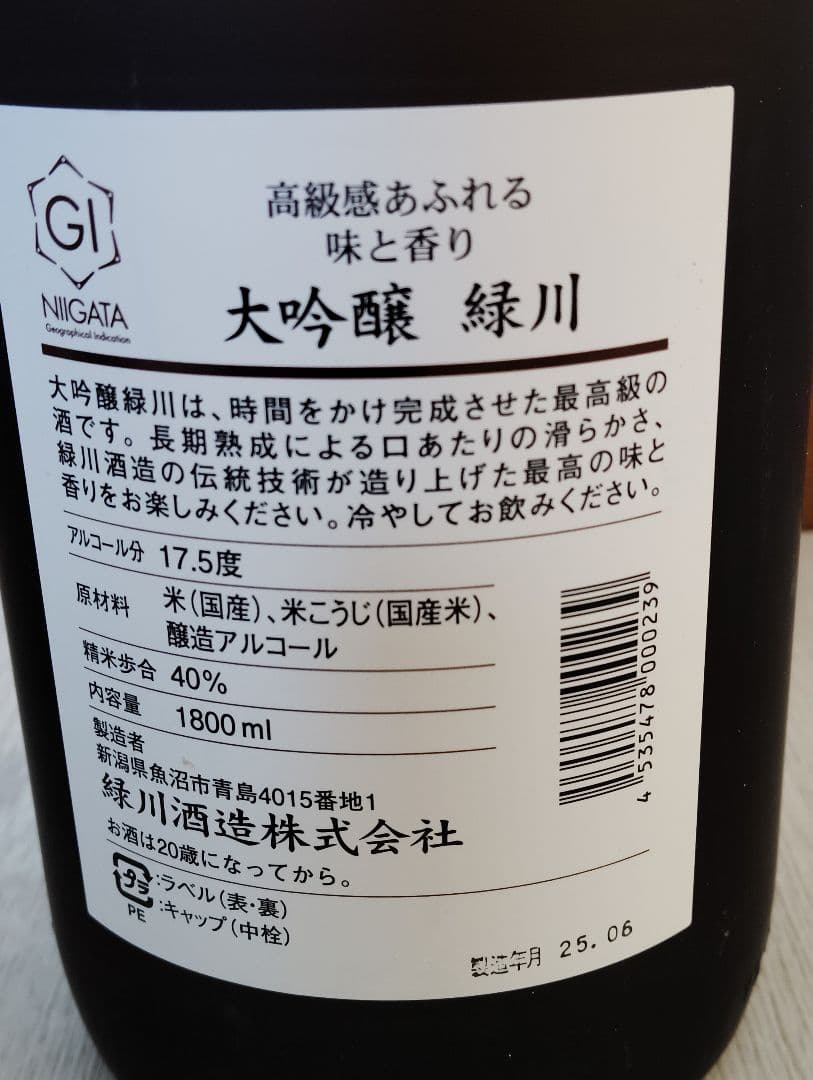 GI
NIIGATA
Geographical Indication
高級感あふれる
味と香り
大吟醸 緑川
大吟醸緑川は、時間をかけ完成させた最高級の
酒です。長期熟成による口あたりの滑らかさ、
緑川酒造の伝統技術が造り上げた最高の味と
香りをお楽しみください。冷やしてお飲みください。
アルコール分 17.5度
原材料 米(国産)、米こうじ(国産米)、
醸造アルコール
精米歩合 40%
内容量 1800ml
製造者
新潟県魚沼市青島4015番地1
緑川酒造株式会社
お酒は20歳になってから。
プラ :ラベル(表・裏)
PE :キャップ(中栓)
4 535478 000239
製造年月 25.06